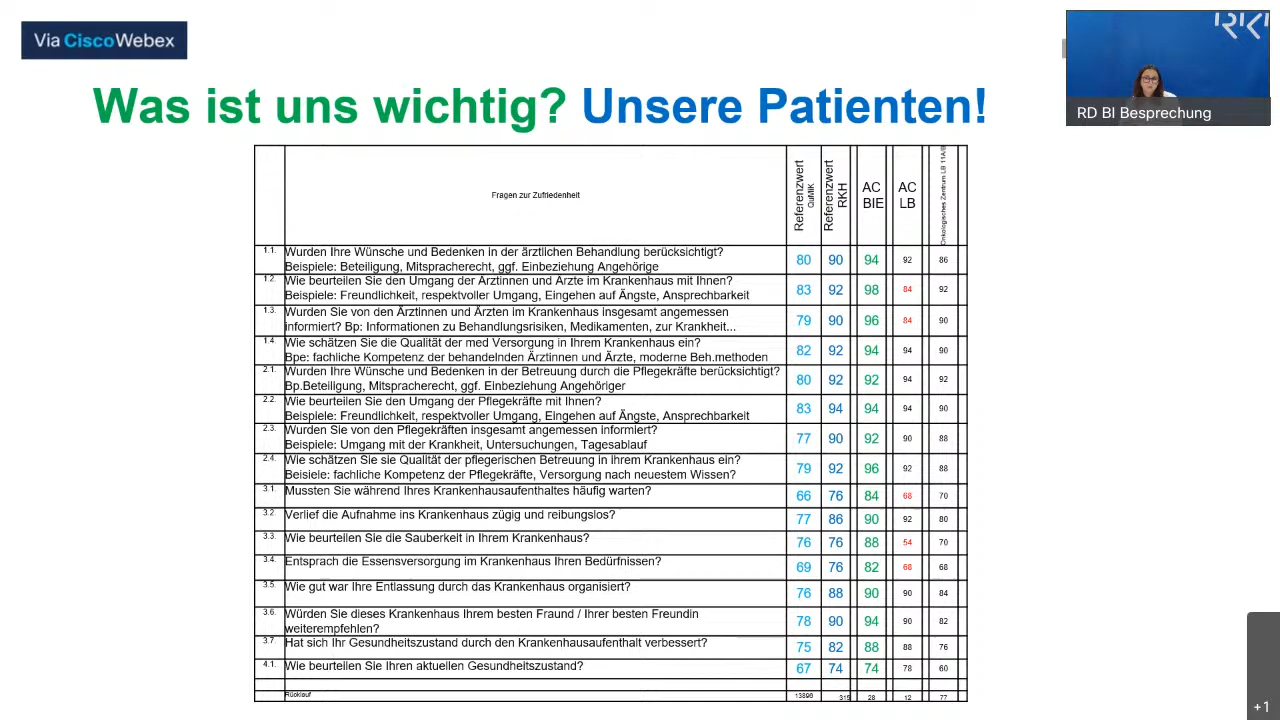 Via CiscoWebex
RKI
RD BI Besprechung
Was ist uns wichtig? Unsere Patienten!
Fragen zur Zufriedenheit
Referenzwert QuMIK
Referenzwert RKH
AC BIE
AC LB
Onkologisches Zentrum LB 11A/B
1.1. Wurden Ihre Wünsche und Bedenken in der ärztlichen Behandlung berücksichtigt?
Beispiele: Beteiligung, Mitspracherecht, ggf. Einbeziehung Angehörige 80 90 94 92 86
1.2. Wie beurteilen Sie den Umgang der Ärztinnen und Ärzte im Krankenhaus mit Ihnen?
Beispiele: Freundlichkeit, respektvoller Umgang, Eingehen auf Ängste, Ansprechbarkeit 83 92 98 84 92
1.3. Wurden Sie von den Ärztinnen und Ärzten im Krankenhaus insgesamt angemessen
informiert? Bp: Informationen zu Behandlungsrisiken, Medikamenten, zur Krankheit... 79 90 96 84 90
1.4. Wie schätzen Sie die Qualität der med Versorgung in Ihrem Krankenhaus ein?
Bpe: fachliche Kompetenz der behandelnden Ärztinnen und Ärzte, moderne Beh.methoden 82 92 94 94 90
2.1. Wurden Ihre Wünsche und Bedenken in der Betreuung durch die Pflegekräfte berücksichtigt?
Bp.Beteiligung, Mitspracherecht, ggf. Einbeziehung Angehöriger 80 92 92 94 92
2.2. Wie beurteilen Sie den Umgang der Pflegekräfte mit Ihnen?
Beispiele: Freundlichkeit, respektvoller Umgang, Eingehen auf Ängste, Ansprechbarkeit 83 94 94 94 90
2.3. Wurden Sie von den Pflegekräften insgesamt angemessen informiert?
Beispiele: Umgang mit der Krankheit, Untersuchungen, Tagesablauf 77 90 92 90 88
2.4. Wie schätzen Sie sie Qualität der pflegerischen Betreuung in ihrem Krankenhaus ein?
Beisiele: fachliche Kompetenz der Pflegekräfte, Versorgung nach neuestem Wissen? 79 92 96 92 88
3.1. Mussten Sie während Ihres Krankenhausaufenthaltes häufig warten? 66 76 84 68 70
3.2. Verlief die Aufnahme ins Krankenhaus zügig und reibungslos? 77 86 90 92 80
3.3. Wie beurteilen Sie die Sauberkeit in Ihrem Krankenhaus? 76 76 88 54 70
3.4. Entsprach die Essensversorgung im Krankenhaus Ihren Bedürfnissen? 69 76 82 68 68
3.5. Wie gut war Ihre Entlassung durch das Krankenhaus organisiert? 76 88 90 90 84
3.6. Würden Sie dieses Krankenhaus Ihrem besten Fraund / Ihrer besten Freundin
weiterempfehlen? 78 90 94 90 82
3.7. Hat sich Ihr Gesundheitszustand durch den Krankenhausaufenthalt verbessert? 75 82 88 88 76
4.1. Wie beurteilen Sie Ihren aktuellen Gesundheitszustand? 67 74 74 78 60
Rücklauf 13896 315 28 12 77
+1